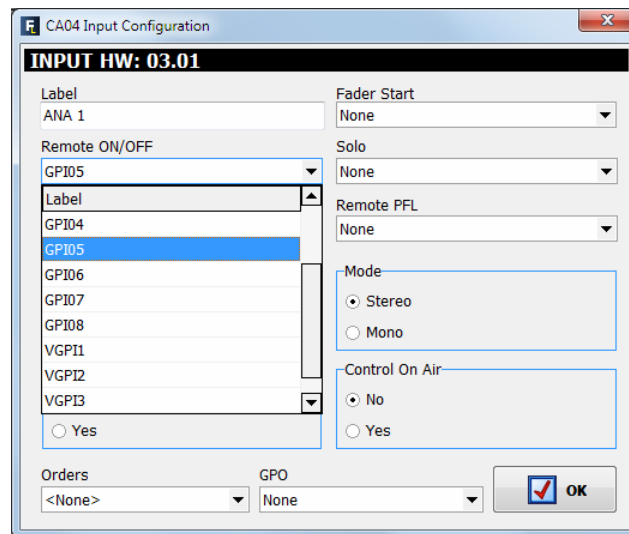 CA04 Input Configuration
INPUT HW: 03.01
Label
ANA 1
Fader Start
None
Remote ON/OFF
GPI05
Solo
None
Label
GPI04
GPI05
GPI06
GPI07
GPI08
VGPI1
VGPI2
VGPI3
Yes
Remote PFL
None
Mode
Stereo
Mono
Control On Air
No
Yes
Orders
<None>
GPO
None
OK